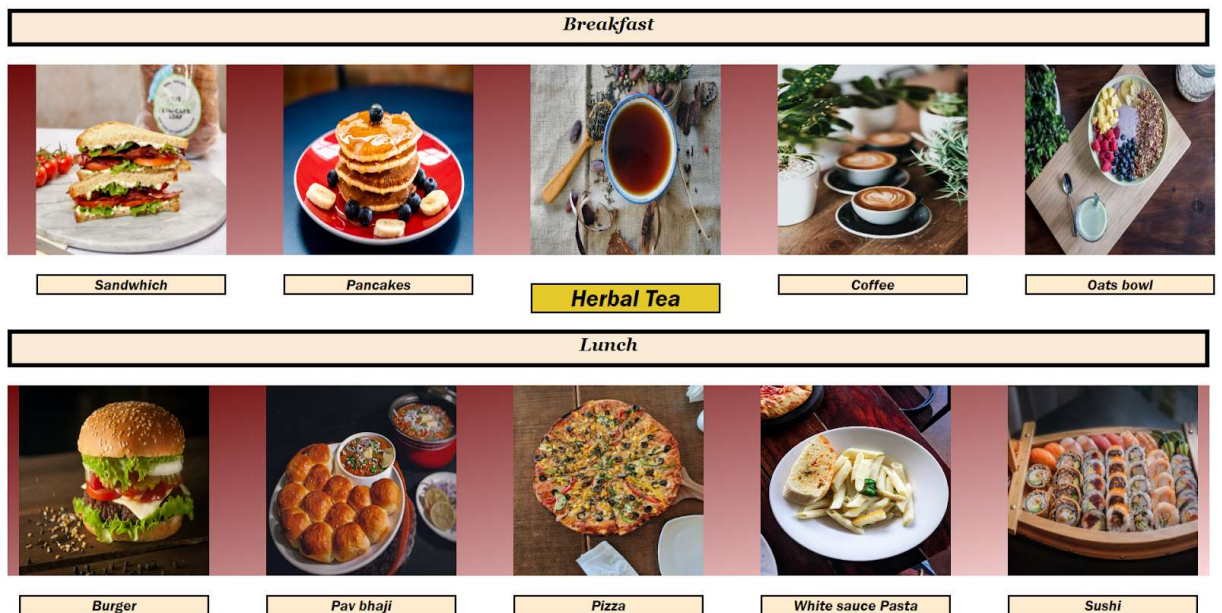 Breakfast
Sandwhich
Pancakes
Herbal Tea
Coffee
Oats bowl
Lunch
Burger
Pav bhaji
Pizza
White sauce Pasta
Sushi